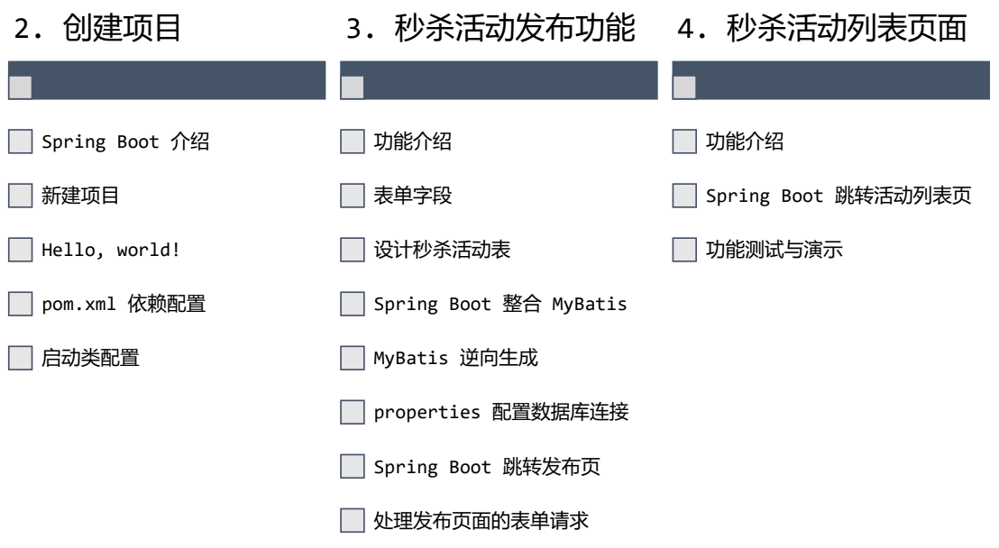 2. 创建项目
Spring Boot 介绍
新建项目
Hello, world!
pom.xml 依赖配置
启动类配置
3. 秒杀活动发布功能
功能介绍
表单字段
设计秒杀活动表
Spring Boot 整合 MyBatis
MyBatis 逆向生成
properties 配置数据库连接
Spring Boot 跳转发布页
处理发布页面的表单请求
4. 秒杀活动列表页面
功能介绍
Spring Boot 跳转活动列表页
功能测试与演示